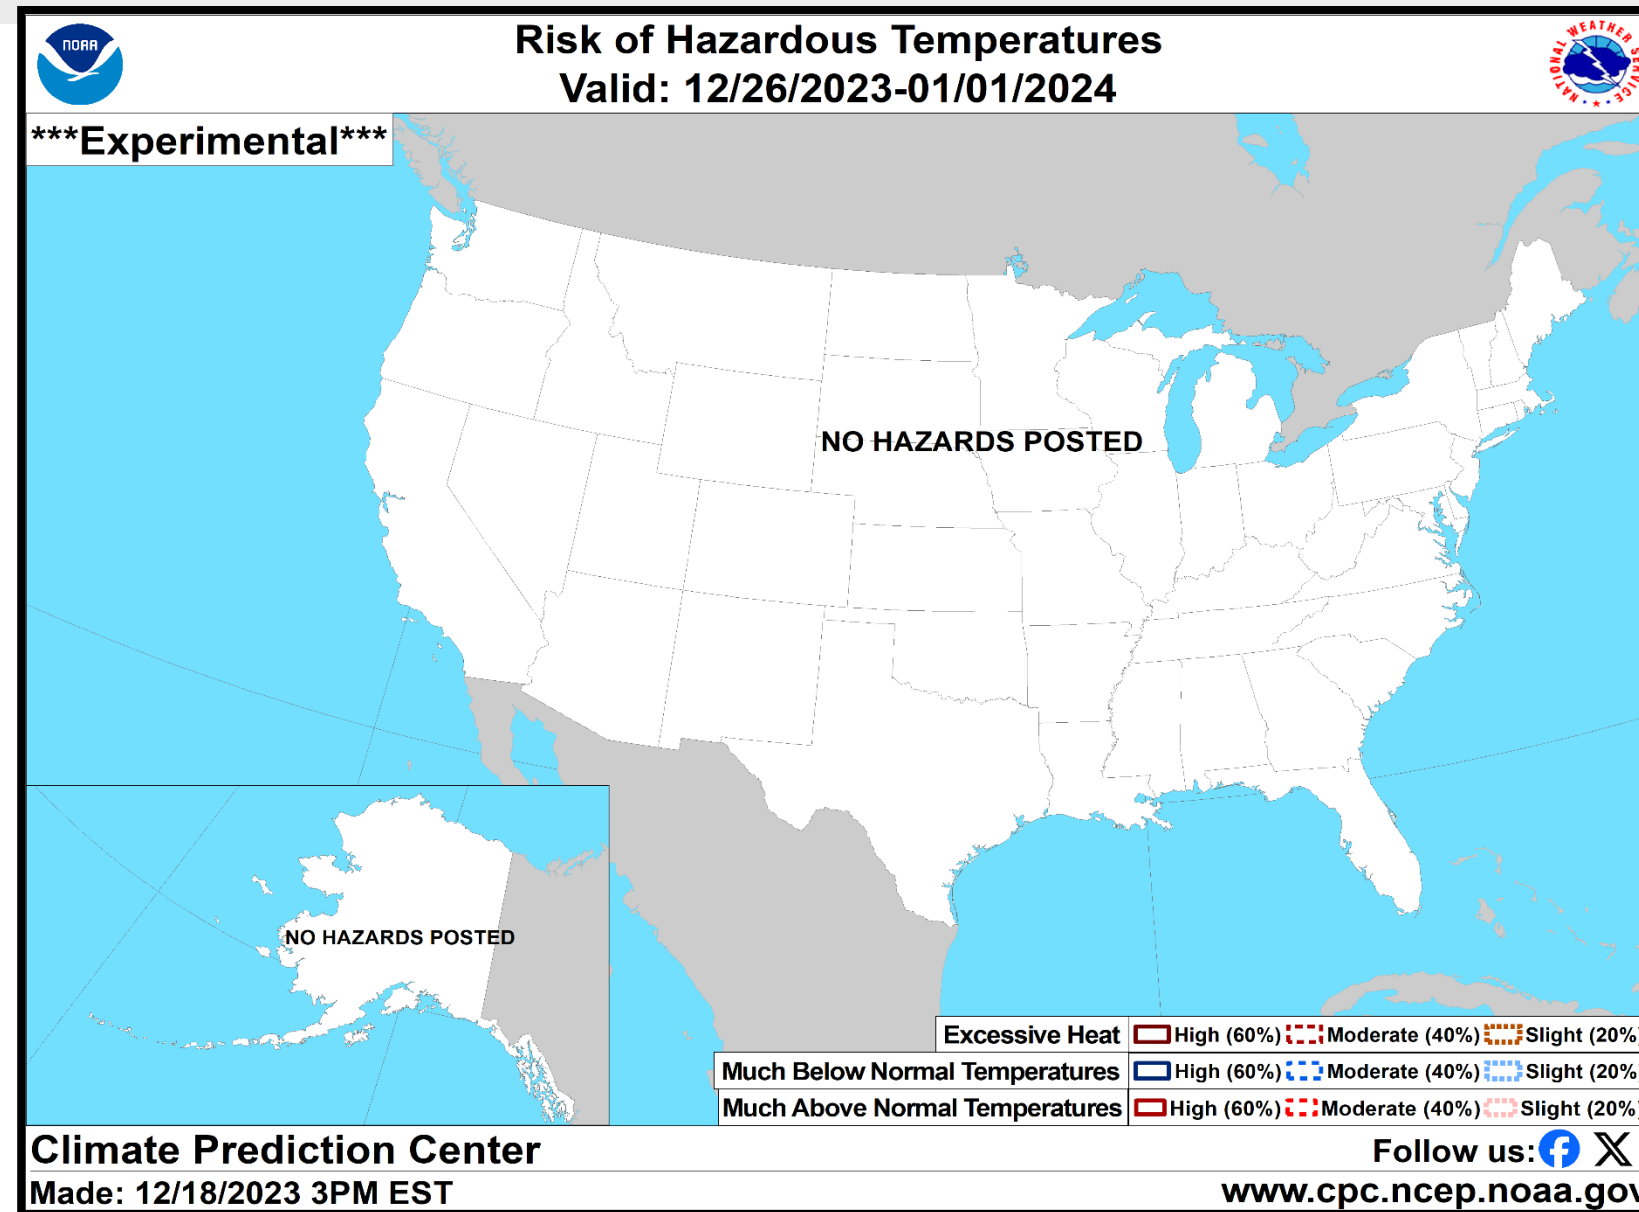 NOAA
Risk of Hazardous Temperatures
Valid: 12/26/2023-01/01/2024
NATIONAL WEATHER SERVICE
***Experimental***
NO HAZARDS POSTED
NO HAZARDS POSTED
Excessive Heat High (60%) Moderate (40%) Slight (20%)
Much Below Normal Temperatures High (60%) Moderate (40%) Slight (20%)
Much Above Normal Temperatures High (60%) Moderate (40%) Slight (20%)
Climate Prediction Center
Follow us:
Made: 12/18/2023 3PM EST
www.cpc.ncep.noaa.gov